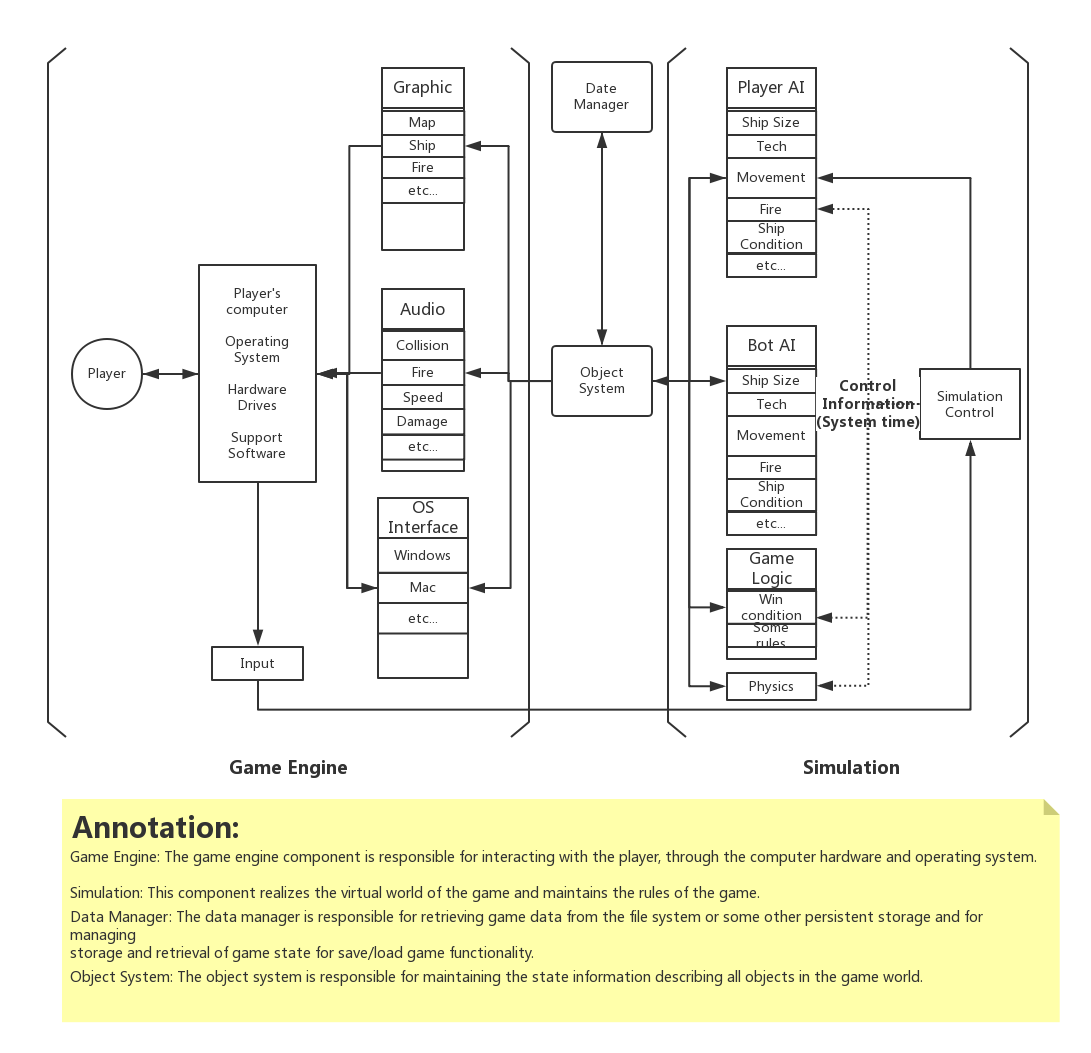 Graphic
Map
Ship
Fire
etc...
Date
Manager
Player AI
Ship Size
Tech
Movement
Fire
Ship
Condition
etc...
Player's
computer
Operating
System
Hardware
Drives
Support
Software
Player
Audio
Collision
Fire
Speed
Damage
etc...
Object
System
Bot AI
Ship Size
Tech
Movement
Fire
Ship
Condition
etc...
Control
Information
(System time)
Simulation
Control
OS
Interface
Windows
Mac
etc...
Game
Logic
Win
condition
Some
rules
Physics
Input
Game Engine
Simulation
Annotation:
Game Engine: The game engine component is responsible for interacting with the player, through the computer hardware and operating system.
Simulation: This component realizes the virtual world of the game and maintains the rules of the game.
Data Manager: The data manager is responsible for retrieving game data from the file system or some other persistent storage and for
managing
storage and retrieval of game state for save/load game functionality.
Object System: The object system is responsible for maintaining the state information describing all objects in the game world.